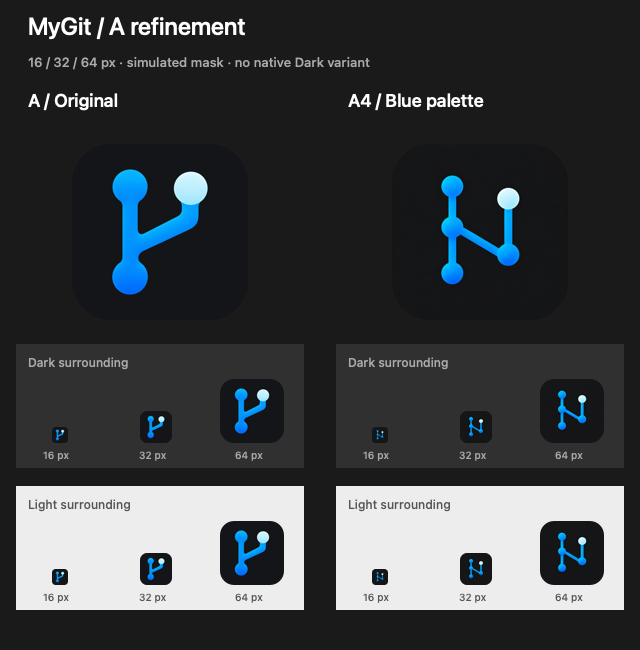 MyGit / A refinement
16 / 32 / 64 px · simulated mask · no native Dark variant
A / Original
A4 / Blue palette
Dark surrounding
16 px
32 px
64 px
Dark surrounding
16 px
32 px
64 px
Light surrounding
16 px
32 px
64 px
Light surrounding
16 px
32 px
64 px